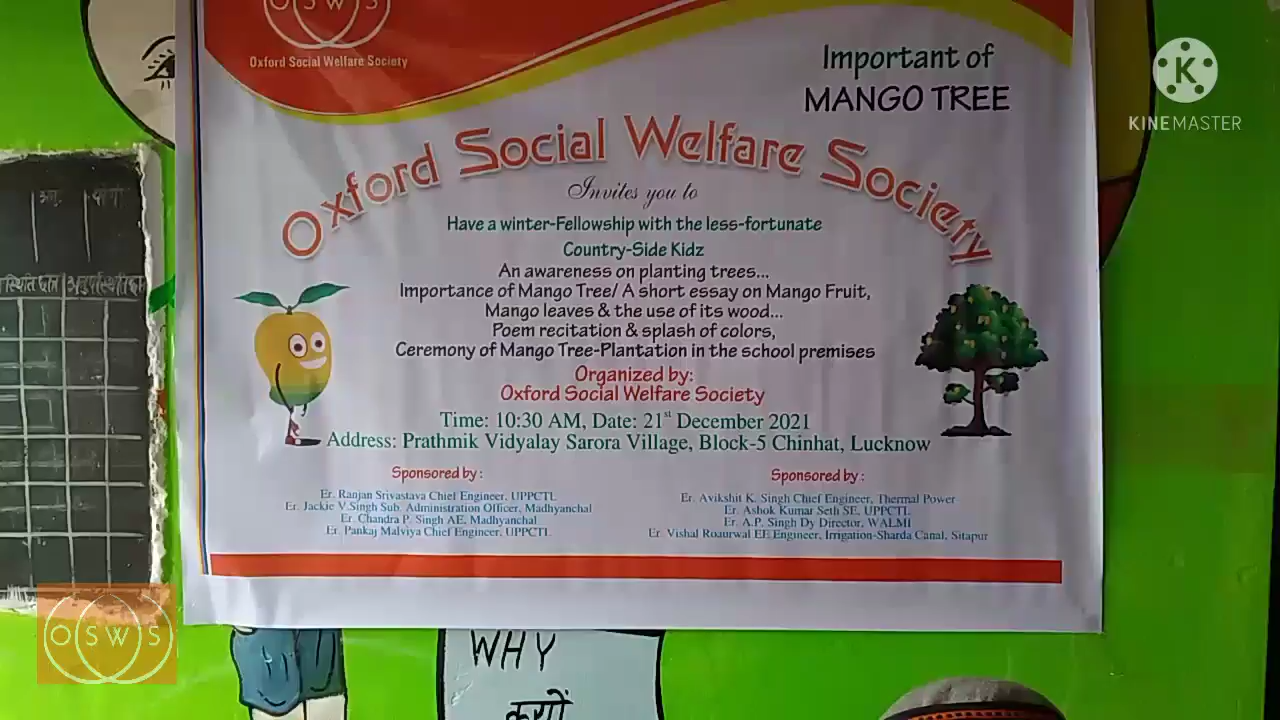 OSWS
Oxford Social Welfare Society
Important of
MANGO TREE
KINEMASTER
Oxford Social Welfare Society
Invites you to
Have a winter-Fellowship with the less-fortunate
Country-Side Kidz
An awareness on planting trees...
Importance of Mango Tree/ A short essay on Mango Fruit,
Mango leaves & the use of its wood...
Poem recitation & splash of colors,
Ceremony of Mango Tree-Plantation in the school premises
Organized by:
Oxford Social Welfare Society
Time: 10:30 AM, Date: 21st December 2021
Address: Prathmik Vidyalay Sarora Village, Block-5 Chinhat, Lucknow
Sponsored by :
Er. Ranjan Srivastava Chief Engineer, UPPCTL
Er. Jackie V.Singh Sub. Administration Officer, Madhyanchal
Er. Chandra P. Singh AE, Madhyanchal
Er. Pankaj Malviya Chief Engineer, UPPCTL
Sponsored by :
Er. Avikshit K. Singh Chief Engineer, Thermal Power
Er. Ashok Kumar Seth SE, UPPCTL
Er. A.P. Singh Dy Director, WALMI
Er. Vishal Roaurwal EE Engineer, Irrigation-Sharda Canal, Sitapur
OSWS
WHY
क्यों